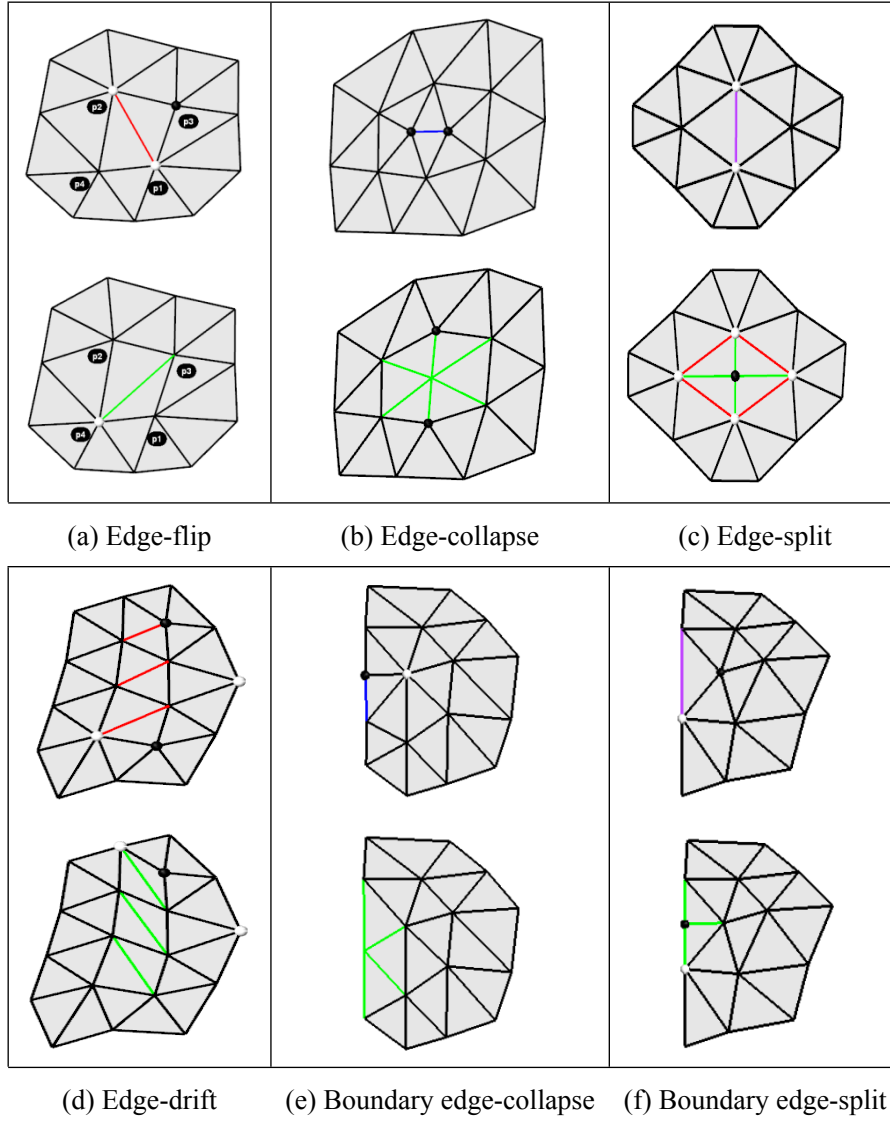 p2
p3
p4
p1
p2
p3
p4
p1
(a) Edge-flip
(b) Edge-collapse
(c) Edge-split
(d) Edge-drift
(e) Boundary edge-collapse
(f) Boundary edge-split